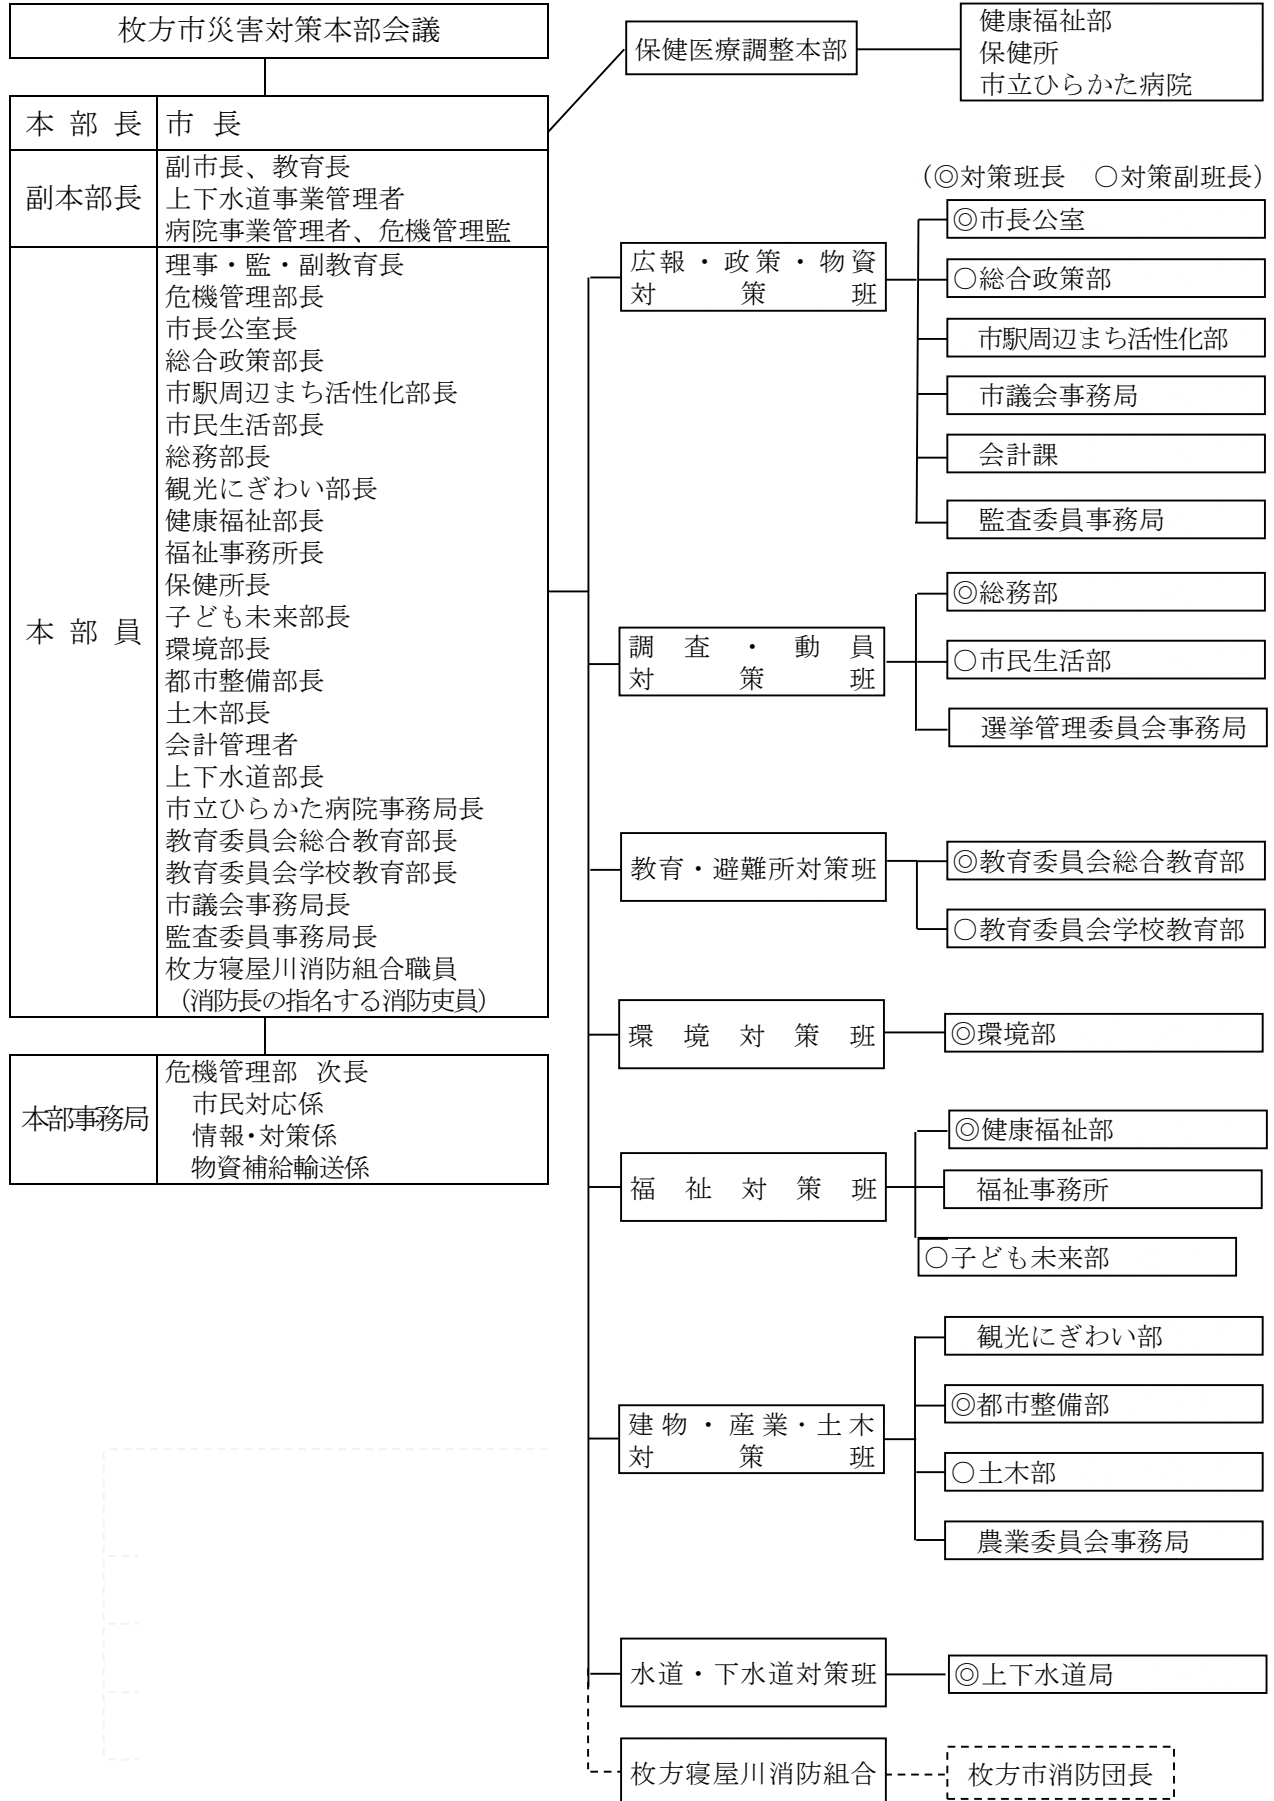 枚方市災害対策本部会議
本部長 市長
副本部長
副市長、教育長
上下水道事業管理者
病院事業管理者、危機管理監
本部員
理事・監・副教育長
危機管理部長
市長公室長
総合政策部長
市駅周辺まち活性化部長
市民生活部長
総務部長
観光にぎわい部長
健康福祉部長
福祉事務所長
保健所長
子ども未来部長
環境部長
都市整備部長
土木部長
会計管理者
上下水道部長
市立ひらかた病院事務局長
教育委員会総合教育部長
教育委員会学校教育部長
市議会事務局長
監査委員事務局長
枚方寝屋川消防組合職員
（消防長の指名する消防吏員）
本部事務局
危機管理部 次長
市民対応係
情報・対策係
物資補給輸送係
保健医療調整本部
健康福祉部
保健所
市立ひらかた病院
（◎対策班長　○対策副班長）
広報・政策・物資
対策班
◎市長公室
○総合政策部
市駅周辺まち活性化部
市議会事務局
会計課
監査委員事務局
調査・動員
対策班
◎総務部
○市民生活部
選挙管理委員会事務局
教育・避難所対策班
◎教育委員会総合教育部
○教育委員会学校教育部
環境対策班
◎環境部
福祉対策班
◎健康福祉部
福祉事務所
○子ども未来部
建物・産業・土木
対策班
観光にぎわい部
◎都市整備部
○土木部
農業委員会事務局
水道・下水道対策班
◎上下水道局
枚方寝屋川消防組合
枚方市消防団長